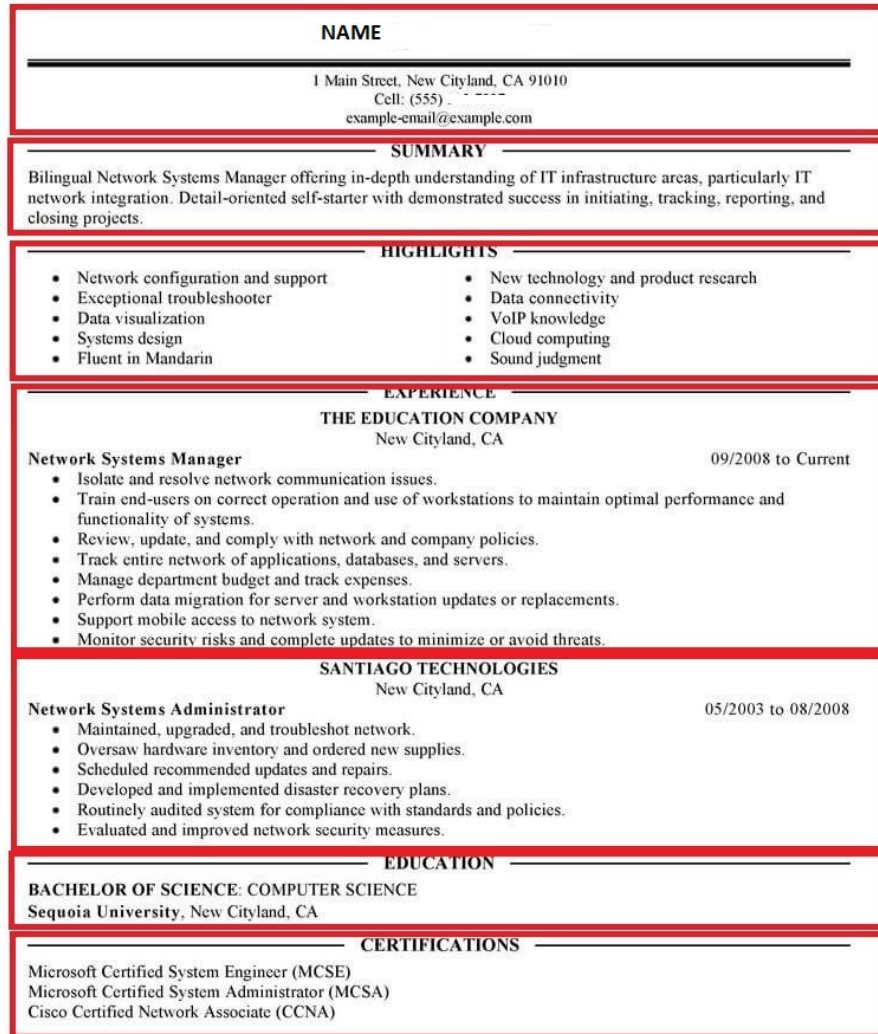 NAME
1 Main Street, New Cityland, CA 91010
Cell: (555)
example-email@example.com
SUMMARY
Bilingual Network Systems Manager offering in-depth understanding of IT infrastructure areas, particularly IT
network integration. Detail-oriented self-starter with demonstrated success in initiating, tracking, reporting, and
closing projects.
HIGHLIGHTS
• Network configuration and support
• Exceptional troubleshooter
• Data visualization
• Systems design
• Fluent in Mandarin
• New technology and product research
• Data connectivity
• VoIP knowledge
• Cloud computing
• Sound judgment
EXPERIENCE
THE EDUCATION COMPANY
New Cityland, CA
Network Systems Manager 09/2008 to Current
• Isolate and resolve network communication issues.
• Train end-users on correct operation and use of workstations to maintain optimal performance and
functionality of systems.
• Review, update, and comply with network and company policies.
• Track entire network of applications, databases, and servers.
• Manage department budget and track expenses.
• Perform data migration for server and workstation updates or replacements.
• Support mobile access to network system.
• Monitor security risks and complete updates to minimize or avoid threats.
SANTIAGO TECHNOLOGIES
New Cityland, CA
Network Systems Administrator 05/2003 to 08/2008
• Maintained, upgraded, and troubleshot network.
• Oversaw hardware inventory and ordered new supplies.
• Scheduled recommended updates and repairs.
• Developed and implemented disaster recovery plans.
• Routinely audited system for compliance with standards and policies.
• Evaluated and improved network security measures.
EDUCATION
BACHELOR OF SCIENCE: COMPUTER SCIENCE
Sequoia University, New Cityland, CA
CERTIFICATIONS
Microsoft Certified System Engineer (MCSE)
Microsoft Certified System Administrator (MCSA)
Cisco Certified Network Associate (CCNA)